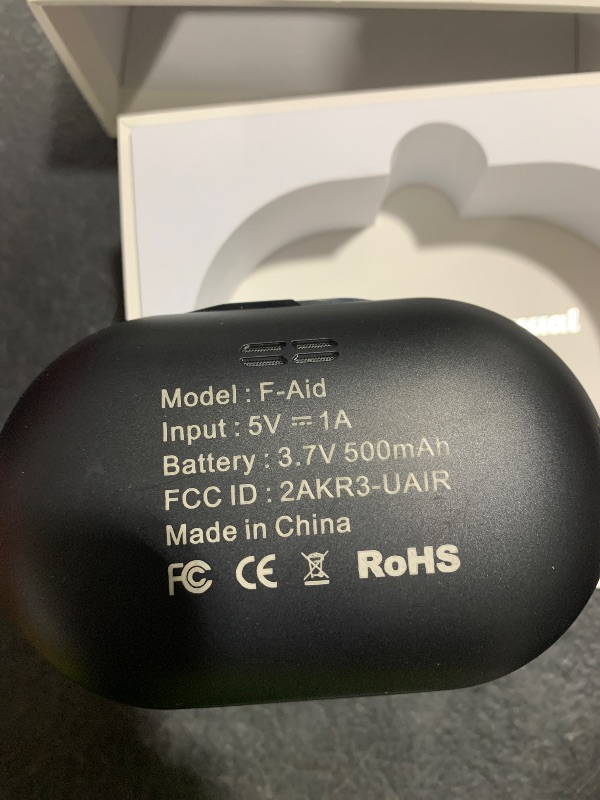 Model : F-Aid
Input : 5V ⎓ 1A
Battery : 3.7V 500mAh
FCC ID : 2AKR3-UAIR
Made in China
FC CE RoHS